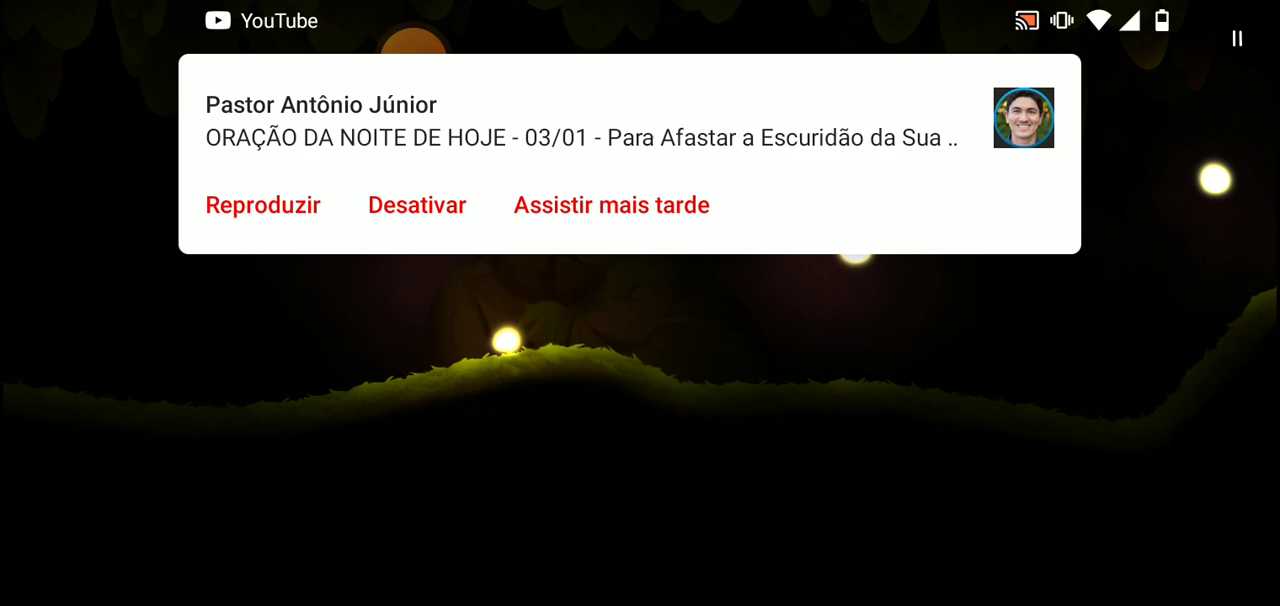 YouTube
Pastor Antônio Júnior
ORAÇÃO DA NOITE DE HOJE - 03/01 - Para Afastar a Escuridão da Sua ..
Reproduzir Desativar Assistir mais tarde